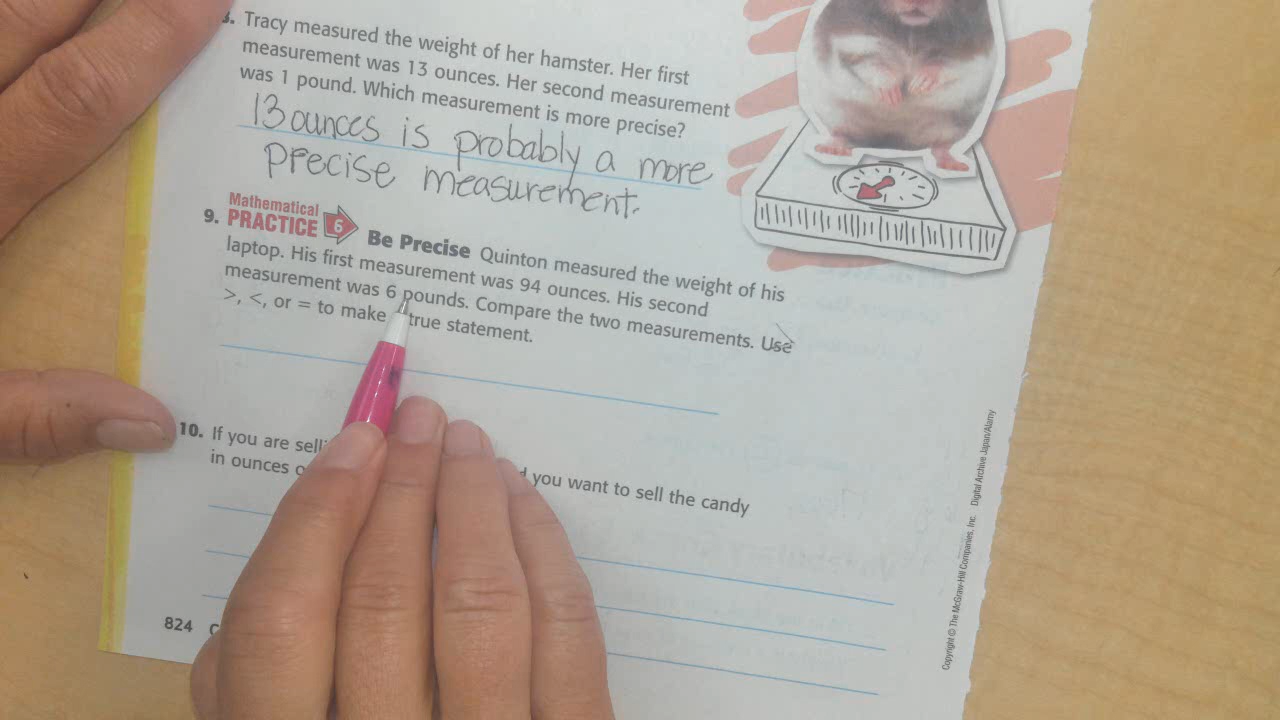 Tracy measured the weight of her hamster. Her first
measurement was 13 ounces. Her second measurement
was 1 pound. Which measurement is more precise?
13 ounces is probably a more
precise measurement.
Mathematical
9. PRACTICE 6 Be Precise Quinton measured the weight of his
laptop. His first measurement was 94 ounces. His second
measurement was 6 pounds. Compare the two measurements. Use
>, <, or = to make true statement.
10. If you are you want to sell the candy
in ounces
824
Copyright © The McGraw-Hill Companies, Inc. Digital Archive Japan/Alamy